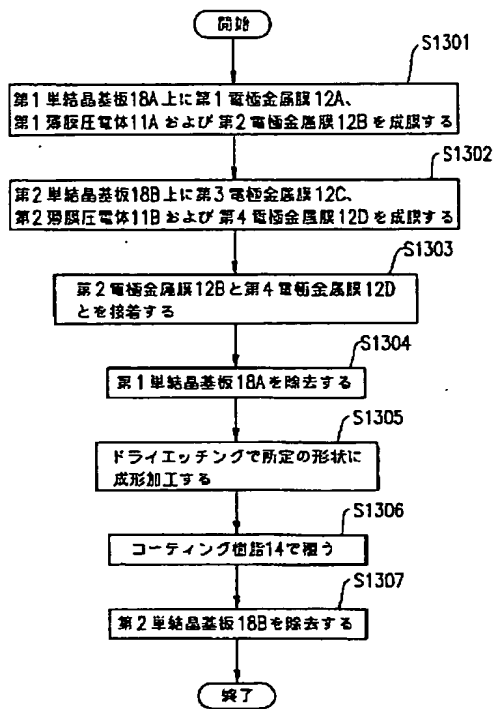 開始
S1301
第1単結晶基板18A上に第1電極金属膜12A、
第1薄膜圧電体11Aおよび第2電極金属膜12Bを成膜する
S1302
第2単結晶基板18B上に第3電極金属膜12C、
第2薄膜圧電体11Bおよび第4電極金属膜12Dを成膜する
S1303
第2電極金属膜12Bと第4電極金属膜12D
とを接着する
S1304
第1単結晶基板18Aを除去する
S1305
ドライエッチングで所定の形状に
成形加工する
S1306
コーティング樹脂14で覆う
S1307
第2単結晶基板18Bを除去する
終了